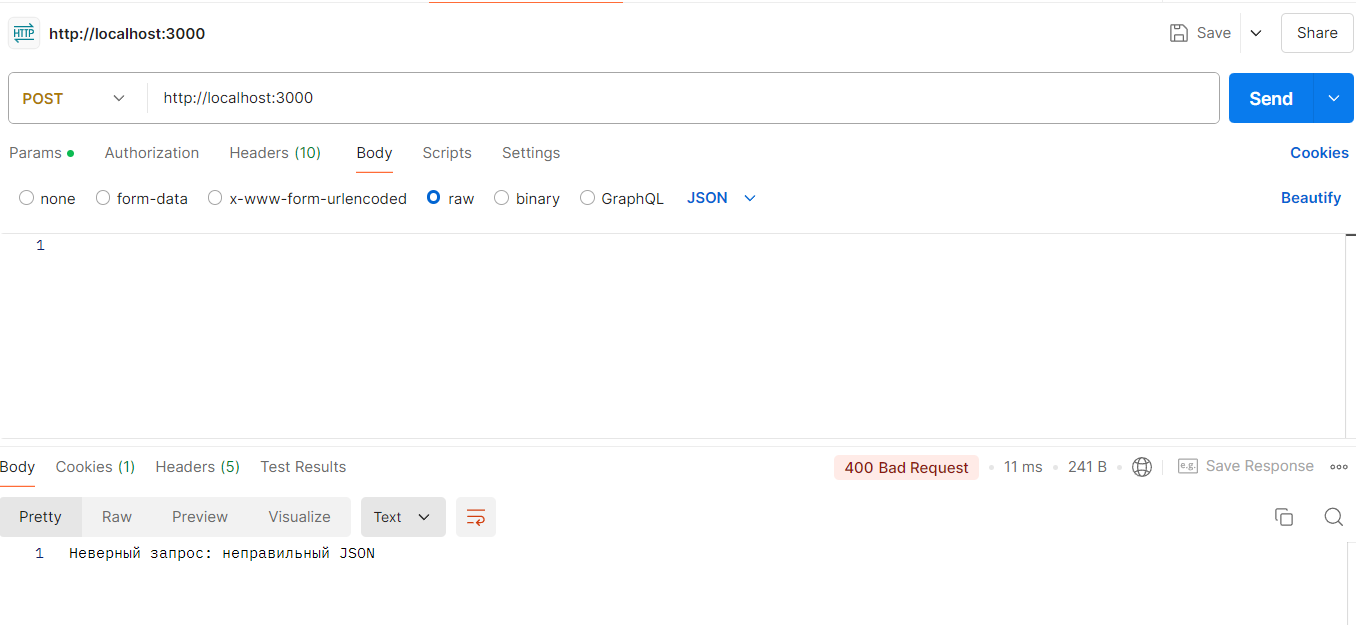 HTTP http://localhost:3000 Save Share
POST http://localhost:3000 Send
Params Authorization Headers (10) Body Scripts Settings Cookies
none form-data x-www-form-urlencoded raw binary GraphQL JSON Beautify
1
Body Cookies (1) Headers (5) Test Results 400 Bad Request 11 ms 241 B e.g. Save Response
Pretty Raw Preview Visualize Text
1 Неверный запрос: неправильный JSON